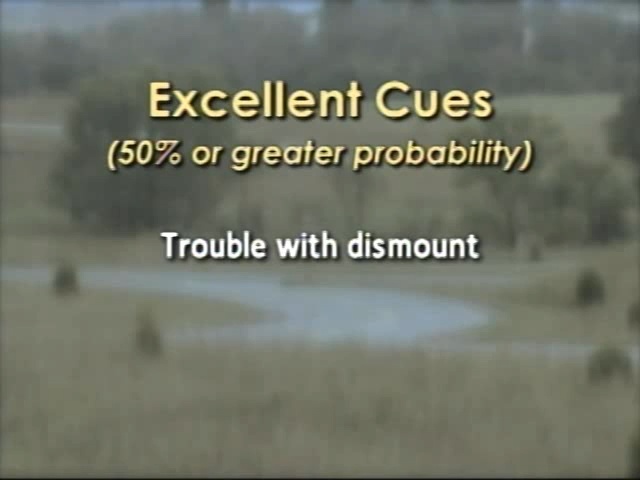 Excellent Cues
(50% or greater probability)
Trouble with dismount